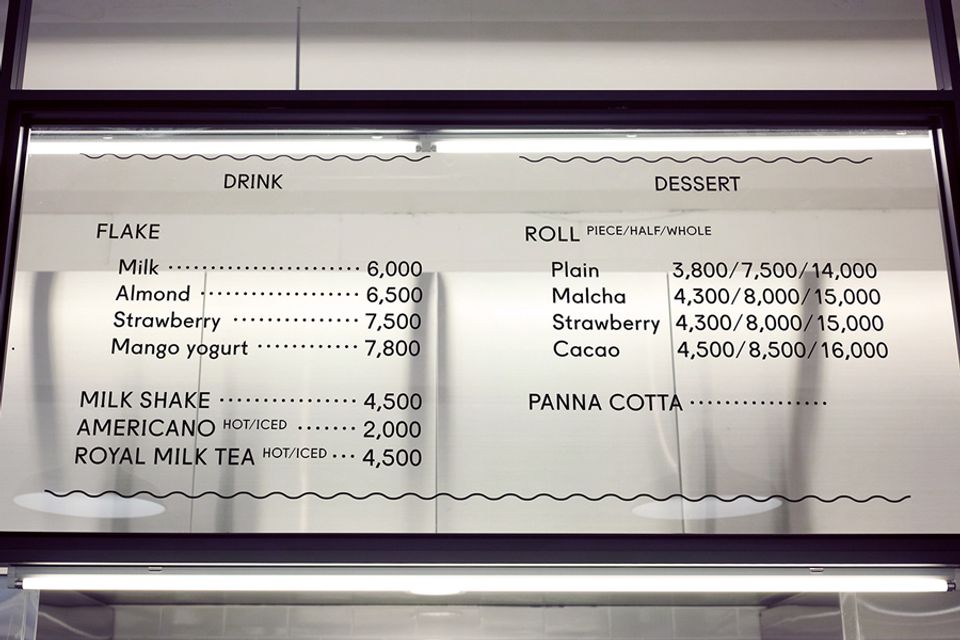 DRINK
FLAKE
Milk ........................ 6,000
Almond .................... 6,500
Strawberry ................ 7,500
Mango yogurt ............. 7,800
MILK SHAKE ................. 4,500
AMERICANO HOT/ICED ....... 2,000
ROYAL MILK TEA HOT/ICED ... 4,500
DESSERT
ROLL PIECE/HALF/WHOLE
Plain 3,800/7,500/14,000
Malcha 4,300/8,000/15,000
Strawberry 4,300/8,000/15,000
Cacao 4,500/8,500/16,000
PANNA COTTA .................